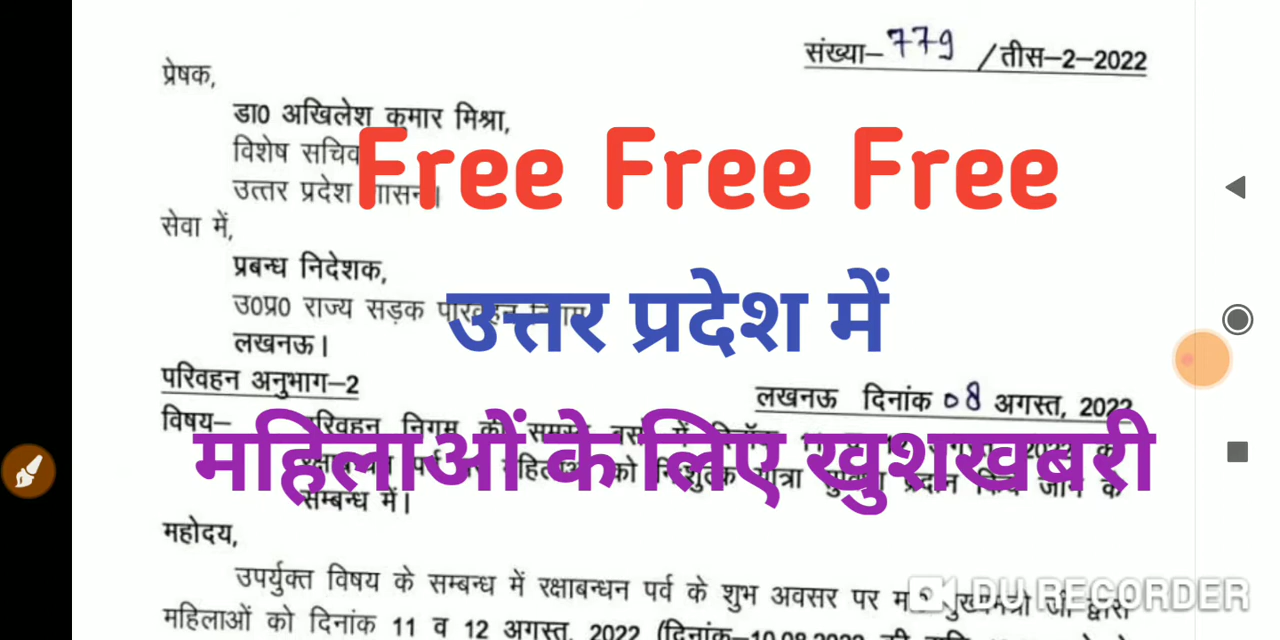 संख्या-779 /तीस-2-2022
प्रेषक,
डा0 अखिलेश कुमार मिश्रा,
विशेष सचिव
उत्तर प्रदेश
सेवा में,
प्रबन्ध निदेशक,
उ0प्र0 राज्य सड़क
लखनऊ।
परिवहन अनुभाग-2
लखनऊ दिनांक 08 अगस्त, 2022
विषय-
सम्बन्ध में।
महोदय,
उपर्युक्त विषय के सम्बन्ध में रक्षाबन्धन पर्व के शुभ अवसर पर
महिलाओं को दिनांक 11 व 12 अगस्त, 2022
Free Free Free
उत्तर प्रदेश में
महिलाओं के लिए खुशखबरी
DU RECORDER